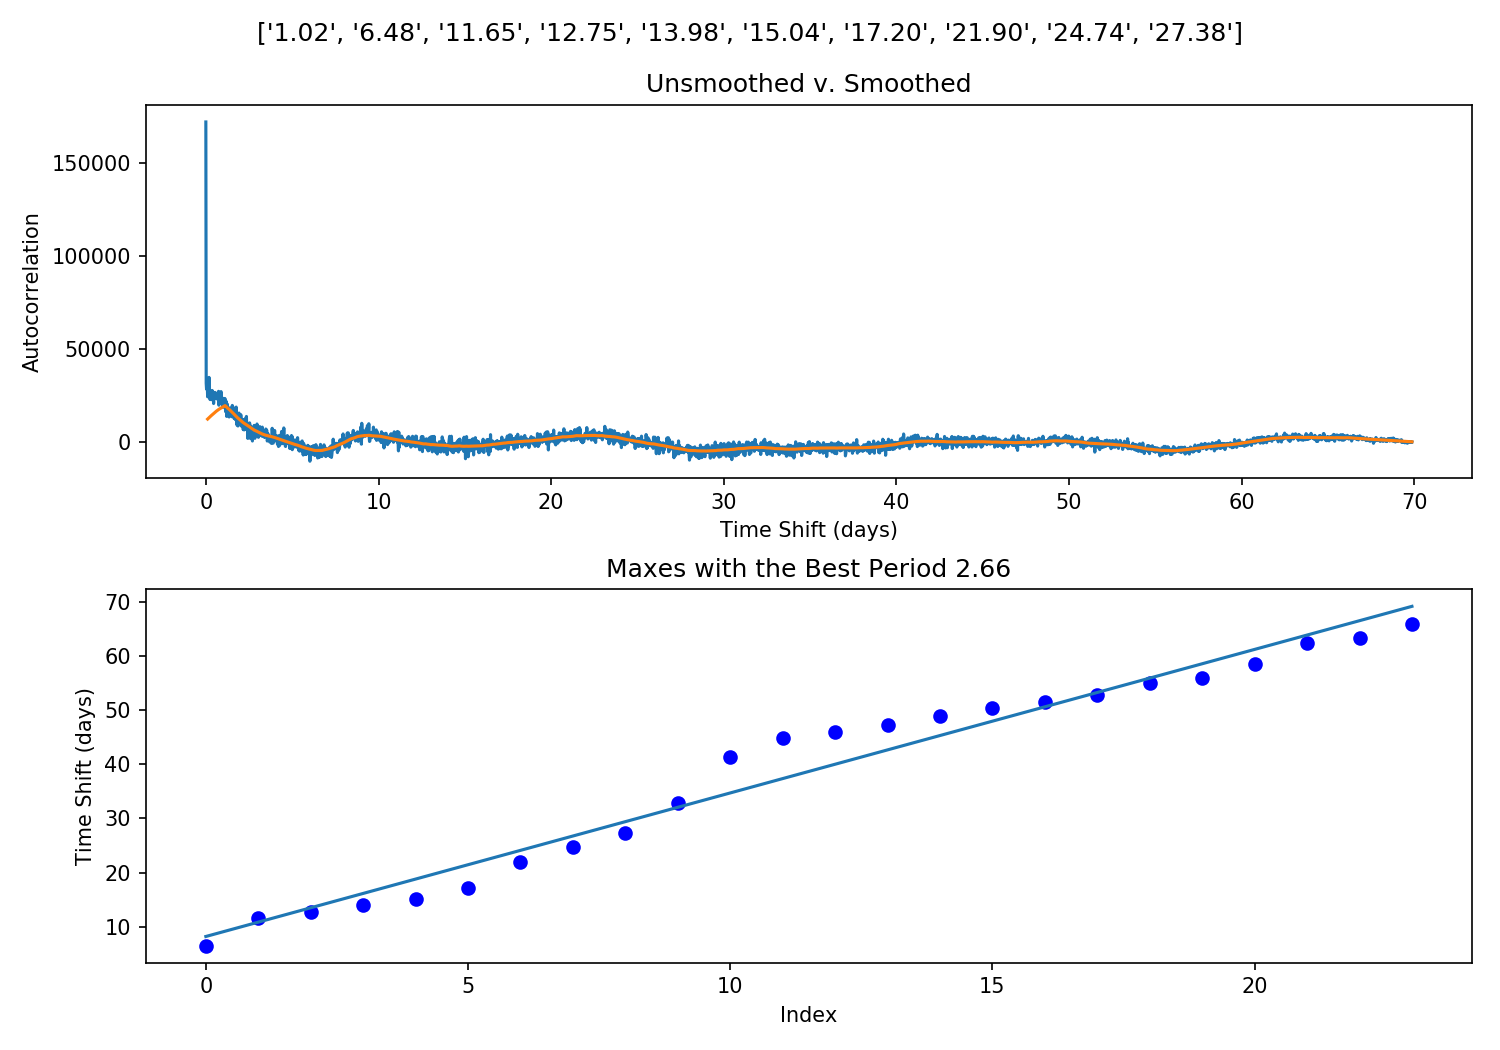 ['1.02', '6.48', '11.65', '12.75', '13.98', '15.04', '17.20', '21.90', '24.74', '27.38']
Unsmoothed v. Smoothed
Autocorrelation
150000
100000
50000
0
0 10 20 30 40 50 60 70
Time Shift (days)
Maxes with the Best Period 2.66
Time Shift (days)
70
60
50
40
30
20
10
0 5 10 15 20
Index